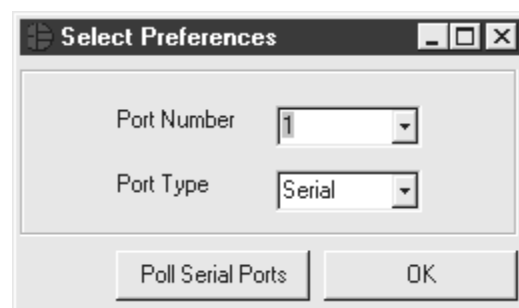 Select Preferences
Port Number 1
Port Type Serial
Poll Serial Ports OK